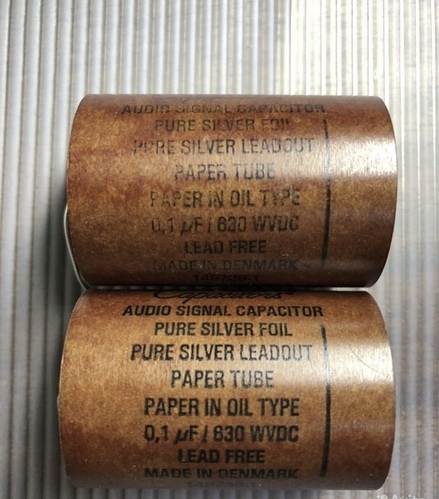 AUDIO SIGNAL CAPACITOR
PURE SILVER FOIL
PURE SILVER LEADOUT
PAPER TUBE
PAPER IN OIL TYPE
0,1 µF / 630 WVDC
LEAD FREE
MADE IN DENMARK
Capacitors
AUDIO SIGNAL CAPACITOR
PURE SILVER FOIL
PURE SILVER LEADOUT
PAPER TUBE
PAPER IN OIL TYPE
0,1 µF / 630 WVDC
LEAD FREE
MADE IN DENMARK